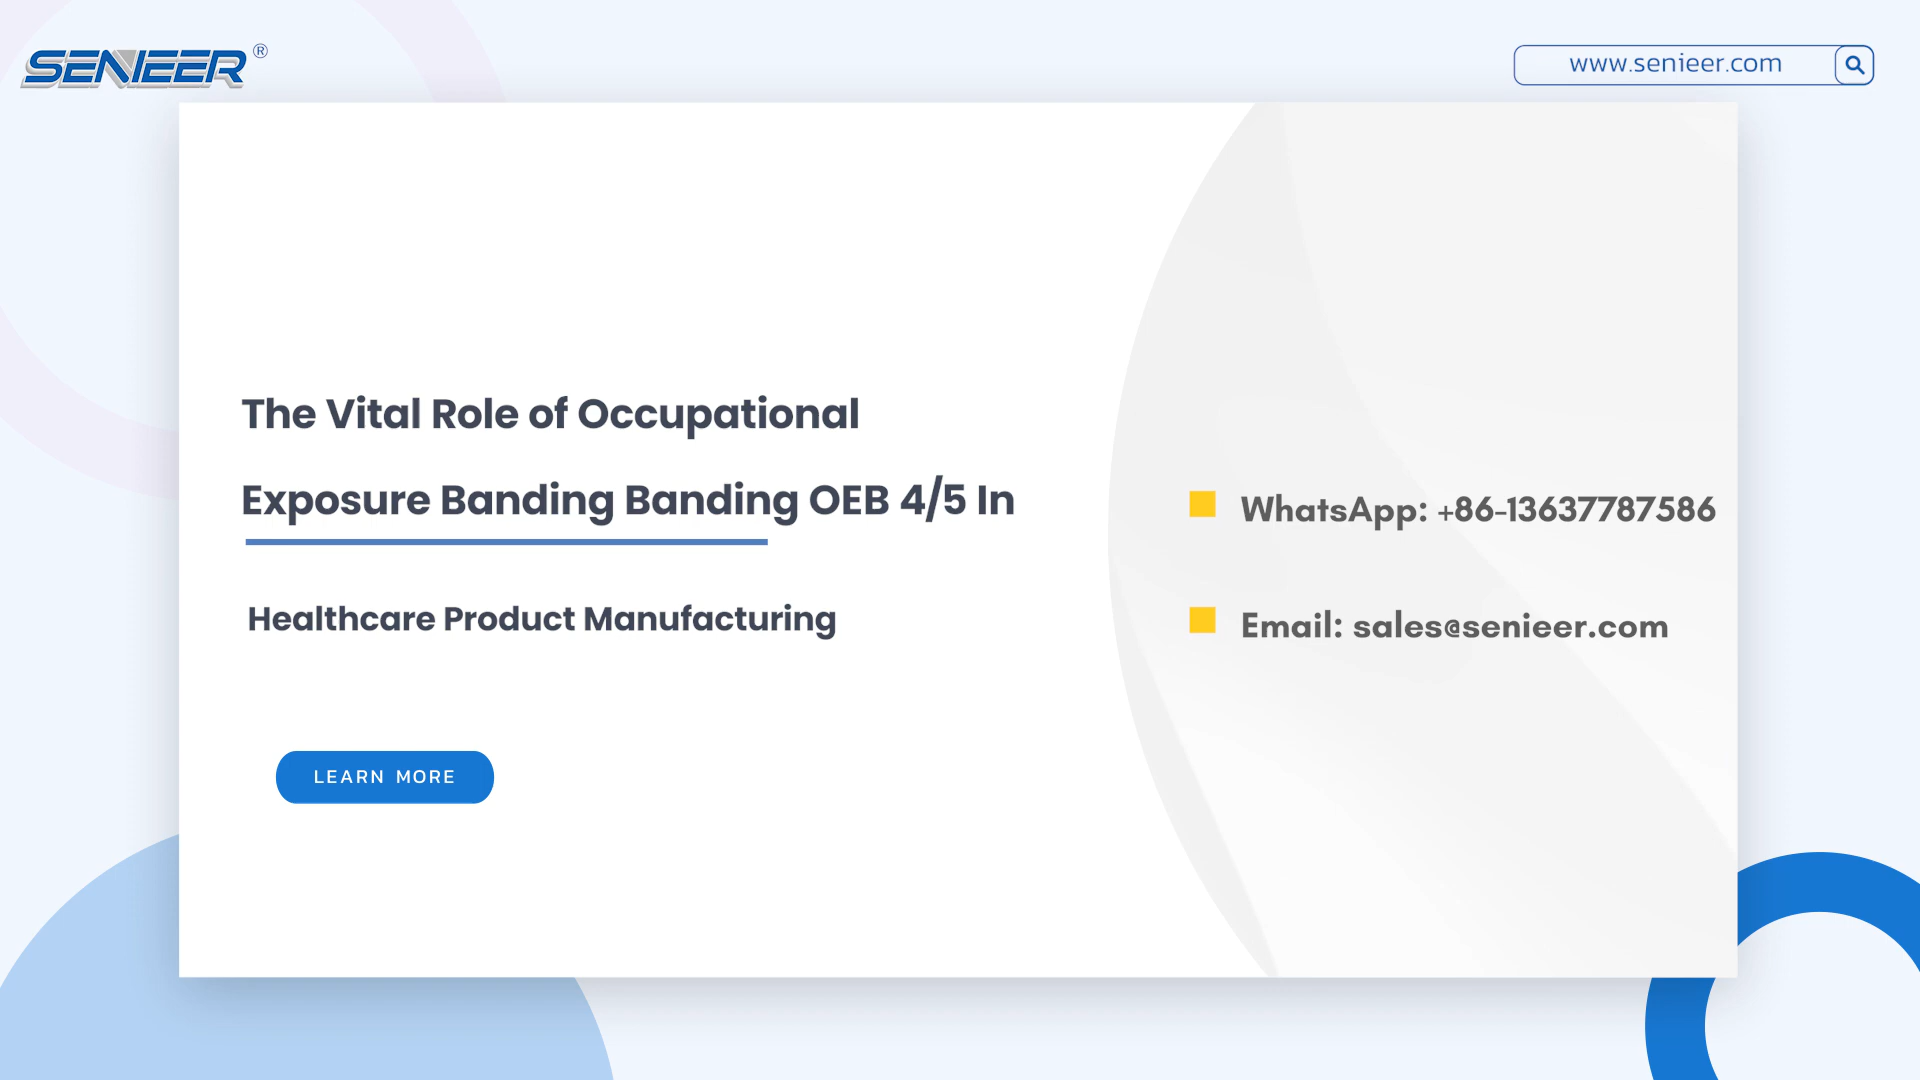 SENIEER®
www.senieer.com
The Vital Role of Occupational
Exposure Banding Banding OEB 4/5 In
Healthcare Product Manufacturing
LEARN MORE
WhatsApp: +86-13637787586
Email: sales@senieer.com